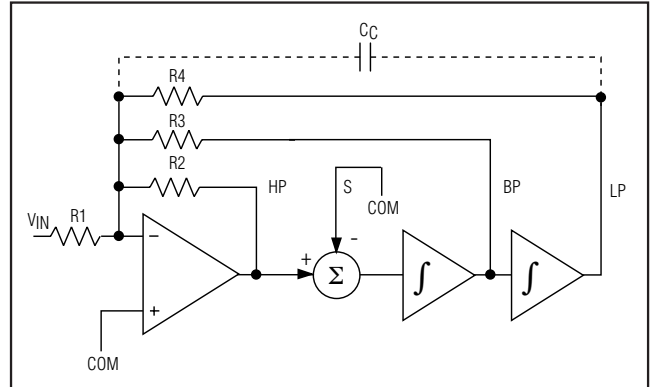 CC
R4
R3
R2
HP
S
COM
BP
LP
VIN
R1
−
+
−
+
Σ
∫
∫
COM